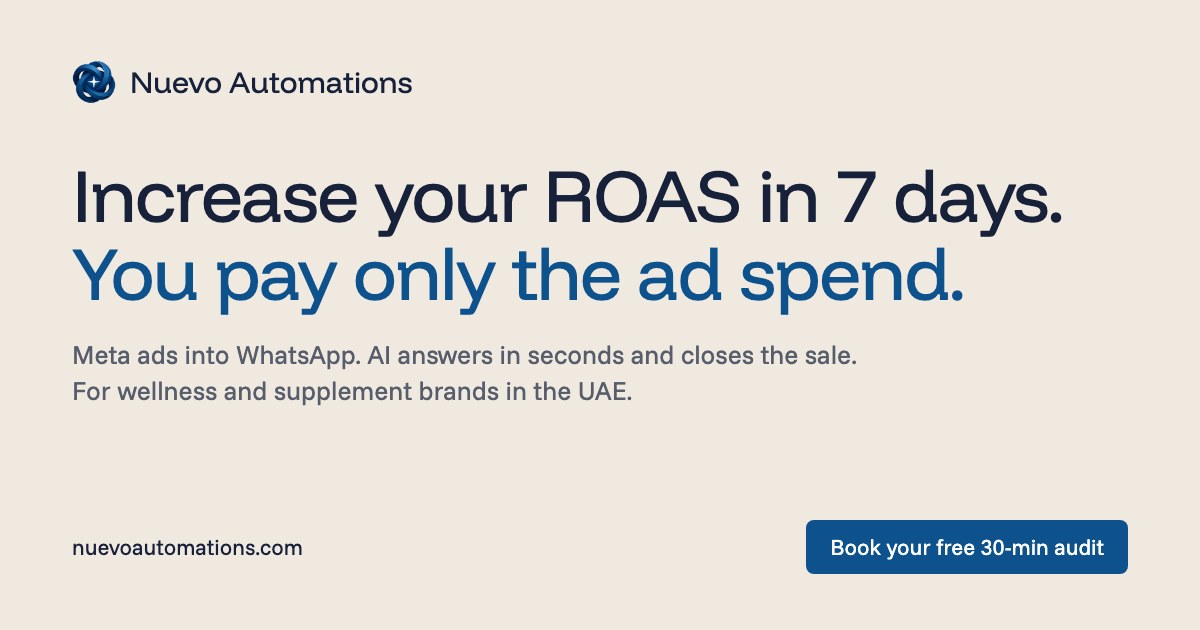 Nuevo Automations
Increase your ROAS in 7 days.
You pay only the ad spend.
Meta ads into WhatsApp. AI answers in seconds and closes the sale.
For wellness and supplement brands in the UAE.
nuevoautomations.com
Book your free 30-min audit